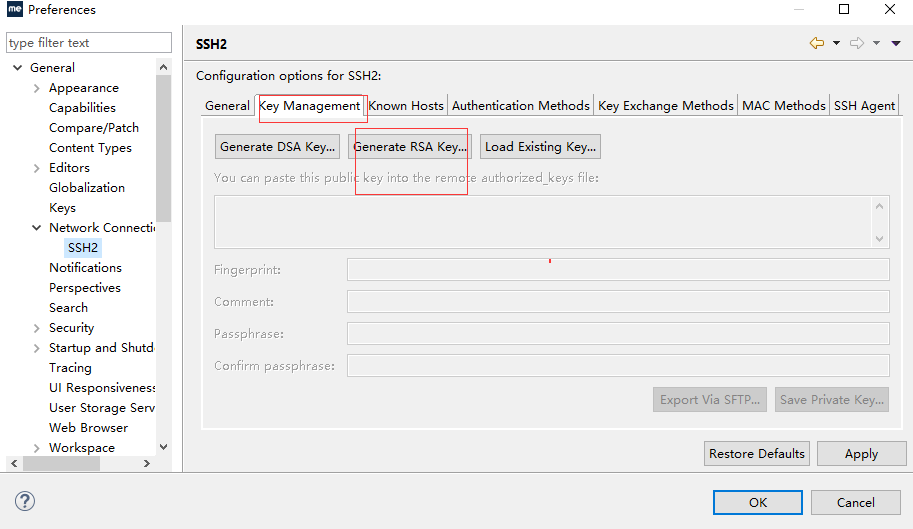 me Preferences
type filter text
SSH2
General
Appearance
Capabilities
Compare/Patch
Content Types
Editors
Globalization
Keys
Network Connecti
SSH2
Notifications
Perspectives
Search
Security
Startup and Shutd
Tracing
UI Responsiveness
User Storage Serv
Web Browser
Workspace
Configuration options for SSH2:
General Key Management Known Hosts Authentication Methods Key Exchange Methods MAC Methods SSH Agent
Generate DSA Key... Generate RSA Key... Load Existing Key...
You can paste this public key into the remote authorized_keys file:
Fingerprint:
Comment:
Passphrase:
Confirm passphrase:
Export Via SFTP... Save Private Key...
Restore Defaults Apply
? OK Cancel